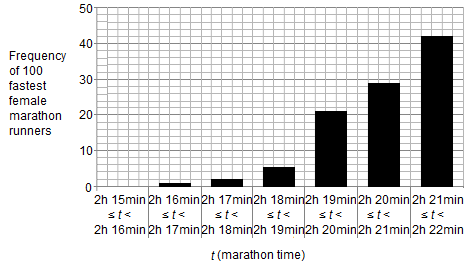 50
40
30
20
10
0
Frequency
of 100
fastest
female
marathon
runners
2h 15min 2h 16min 2h 17min 2h 18min 2h 19min 2h 20min 2h 21min
≤ t < ≤ t < ≤ t < ≤ t < ≤ t < ≤ t < ≤ t <
2h 16min 2h 17min 2h 18min 2h 19min 2h 20min 2h 21min 2h 22min
t (marathon time)